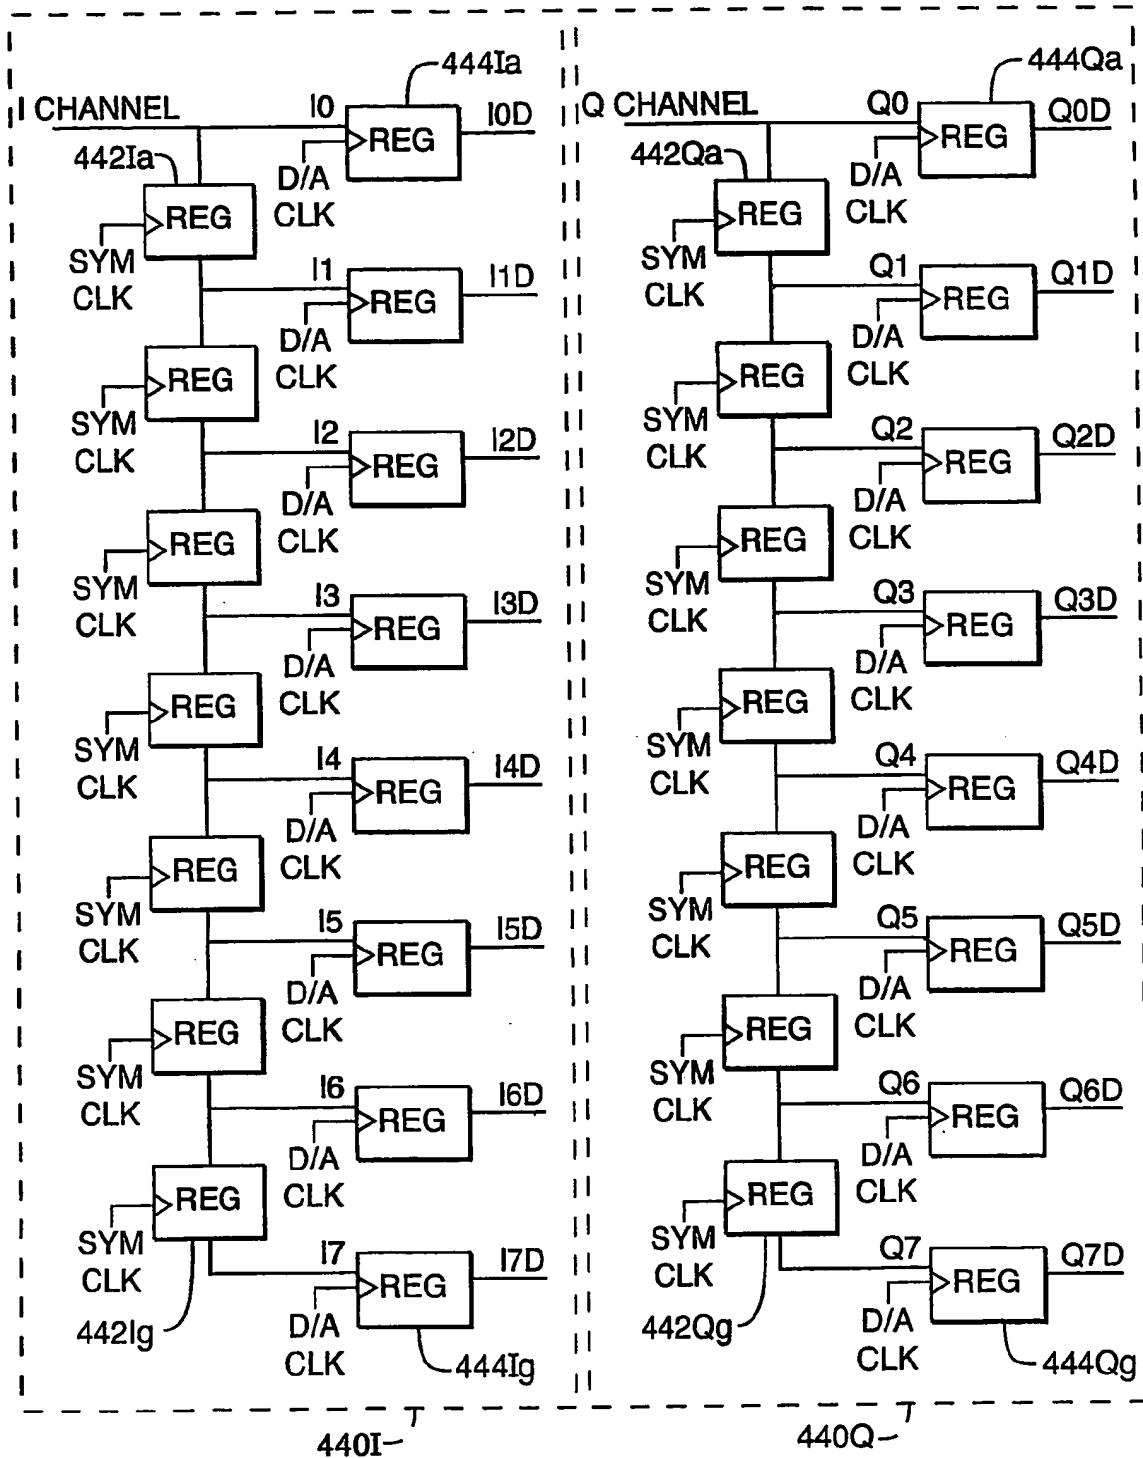 444Ia
I CHANNEL
I0
REG
I0D
442Ia
D/A
CLK
REG
SYM
CLK
I1
REG
I1D
D/A
CLK
REG
SYM
CLK
I2
REG
I2D
D/A
CLK
REG
SYM
CLK
I3
REG
I3D
D/A
CLK
REG
SYM
CLK
I4
REG
I4D
D/A
CLK
REG
SYM
CLK
I5
REG
I5D
D/A
CLK
REG
SYM
CLK
I6
REG
I6D
D/A
CLK
REG
SYM
CLK
I7
REG
I7D
D/A
CLK
442Ig
444Ig
440I
444Qa
Q CHANNEL
Q0
REG
Q0D
442Qa
D/A
CLK
REG
SYM
CLK
Q1
REG
Q1D
D/A
CLK
REG
SYM
CLK
Q2
REG
Q2D
D/A
CLK
REG
SYM
CLK
Q3
REG
Q3D
D/A
CLK
REG
SYM
CLK
Q4
REG
Q4D
D/A
CLK
REG
SYM
CLK
Q5
REG
Q5D
D/A
CLK
REG
SYM
CLK
Q6
REG
Q6D
D/A
CLK
REG
SYM
CLK
Q7
REG
Q7D
D/A
CLK
442Qg
444Qg
440Q